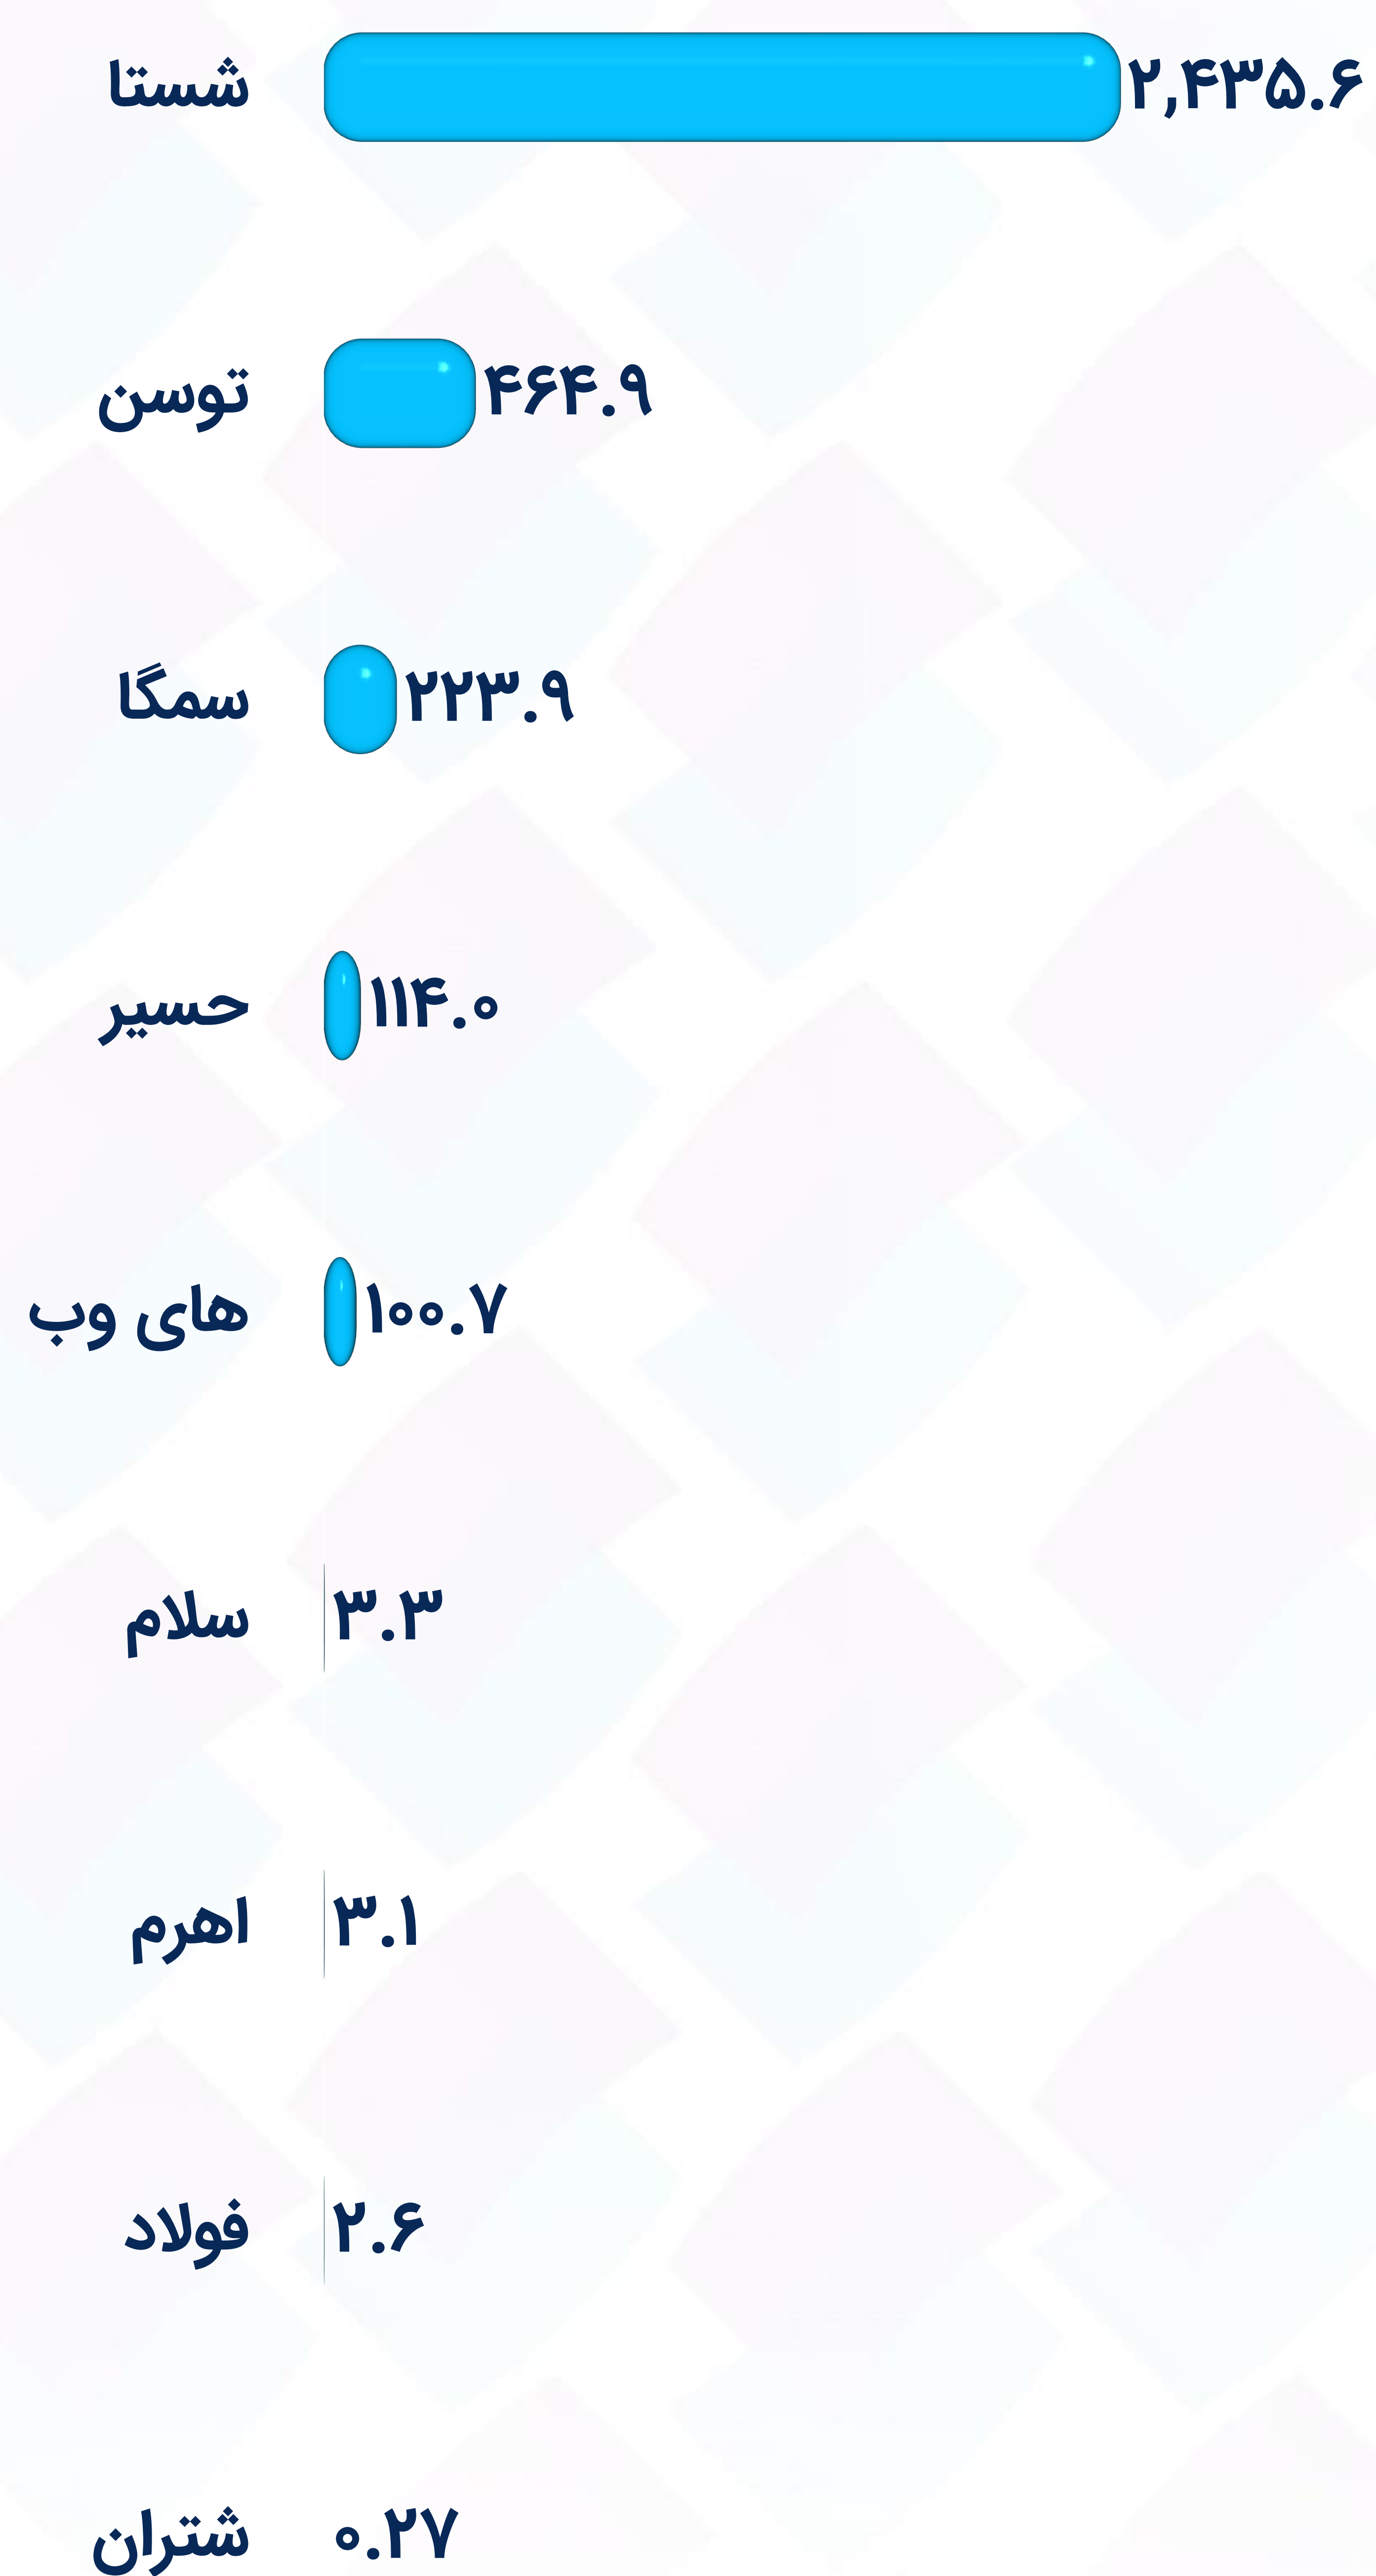 شستا ۲,۴۳۵.۶
توسن ۴۶۴.۹
سمگا ۲۲۳.۹
حسیر ۱۱۴.۰
های وب ۱۰۰.۷
سلام ۳.۳
اهرم ۳.۱
فولاد ۲.۶
شتران ۰.۲۷